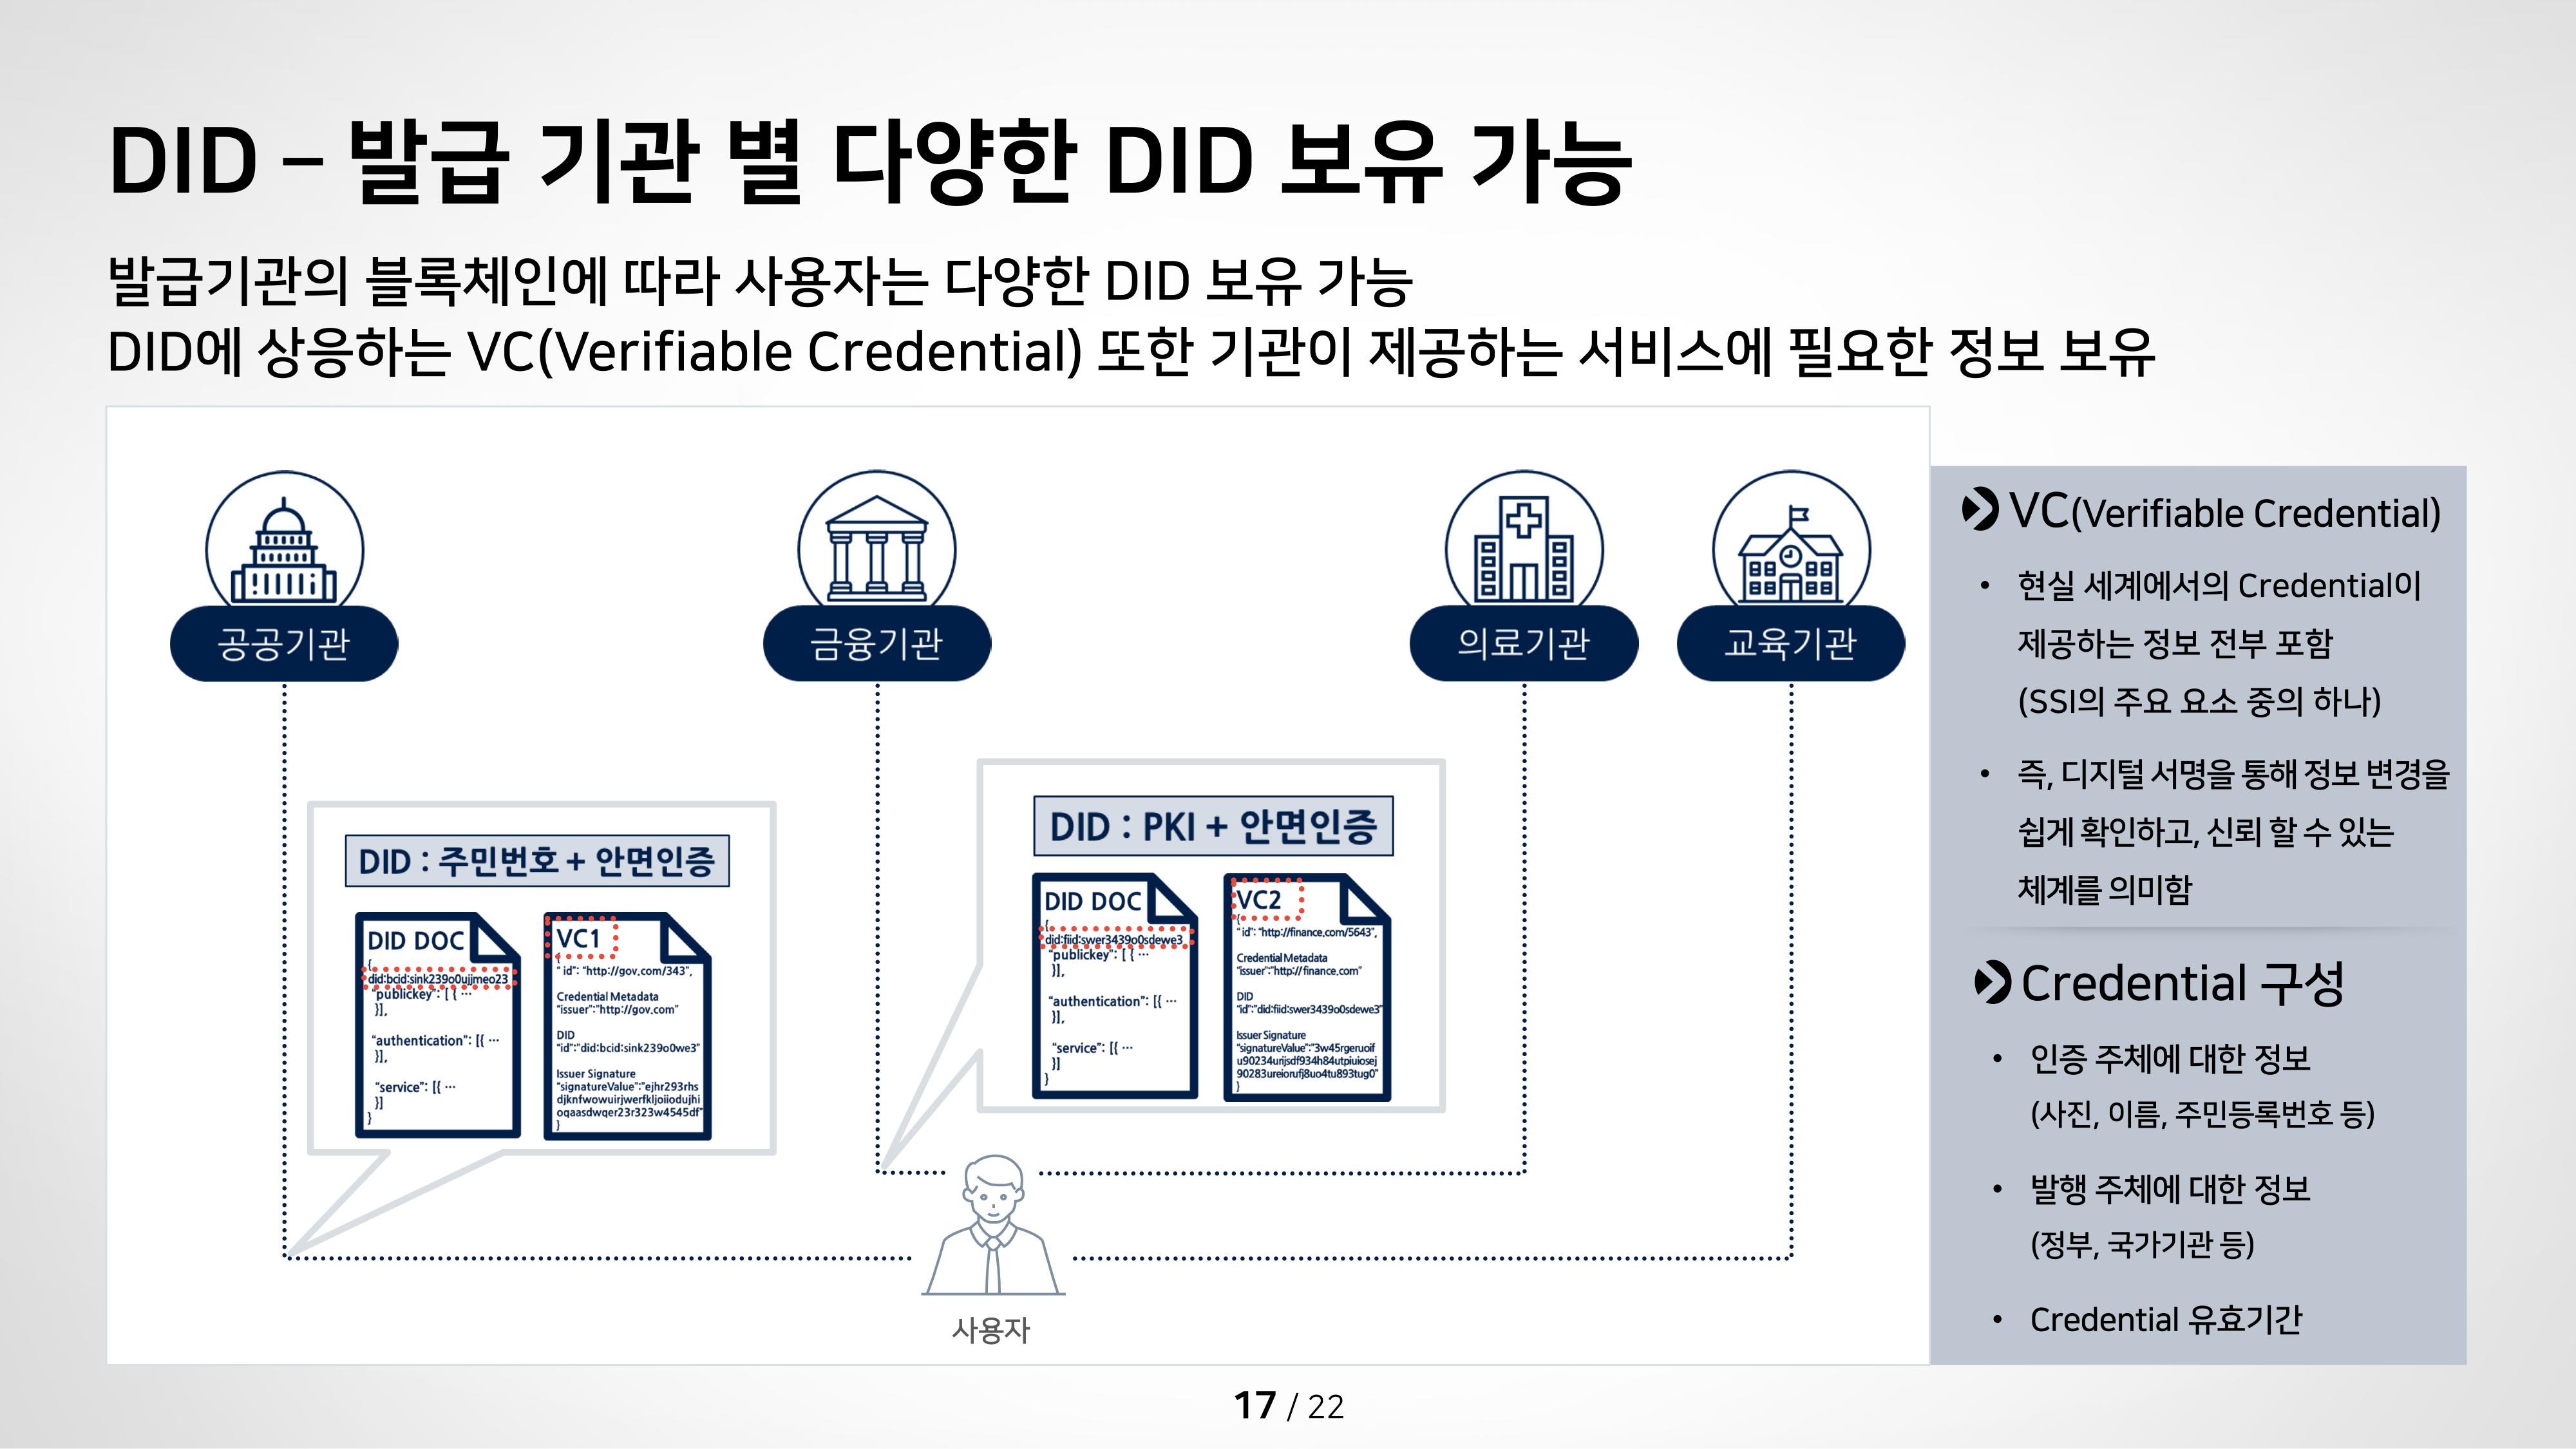 DID – 발급 기관 별 다양한 DID 보유 가능
발급기관의 블록체인에 따라 사용자는 다양한 DID 보유 가능
DID에 상응하는 VC(Verifiable Credential) 또한 기관이 제공하는 서비스에 필요한 정보 보유
공공기관
금융기관
의료기관
교육기관
DID : 주민번호 + 안면인증
DID DOC
{
did:bcid:sink239o0ujjmeo23
"publickey": [ { ···
}],
"authentication": [{ ···
}],
"service": [{ ···
}]
}
VC1
{
" id": "http://gov.com/343",
Credential Metadata
"issuer":"http://gov.com"
DID
"id":"did:bcid:sink239o0we3"
Issuer Signature
"signatureValue":"ejhr293rhs
djknfwowuirjwerfkljoiiodujhi
oqaasdwqer23r323w4545df"
}
DID : PKI + 안면인증
DID DOC
{
did:fiid:swer3439o0sdewe3
"publickey": [ { ···
}],
"authentication": [{ ···
}],
"service": [{ ···
}]
}
VC2
{
" id": "http://finance.com/5643",
Credential Metadata
"issuer":"http://finance.com"
DID
"id":"did:fiid:swer3439o0sdewe3"
Issuer Signature
"signatureValue":"3w45rgeruoif
u90234urijsdf934h84utpiuiosej
90283ureiorufj8uo4tu893tug0"
}
사용자
VC(Verifiable Credential)
• 현실 세계에서의 Credential이
제공하는 정보 전부 포함
(SSI의 주요 요소 중의 하나)
• 즉, 디지털 서명을 통해 정보 변경을
쉽게 확인하고, 신뢰 할 수 있는
체계를 의미함
Credential 구성
• 인증 주체에 대한 정보
(사진, 이름, 주민등록번호 등)
• 발행 주체에 대한 정보
(정부, 국가기관 등)
• Credential 유효기간
17 / 22